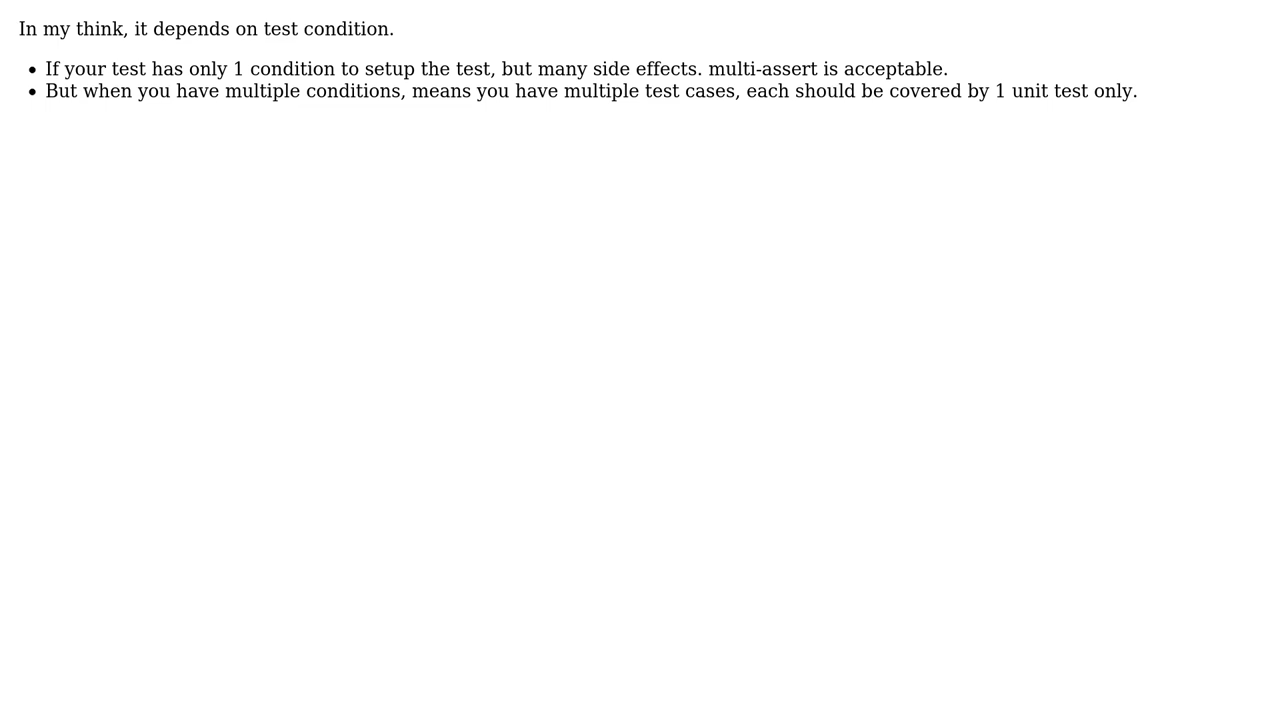 In my think, it depends on test condition.
• If your test has only 1 condition to setup the test, but many side effects. multi-assert is acceptable.
• But when you have multiple conditions, means you have multiple test cases, each should be covered by 1 unit test only.